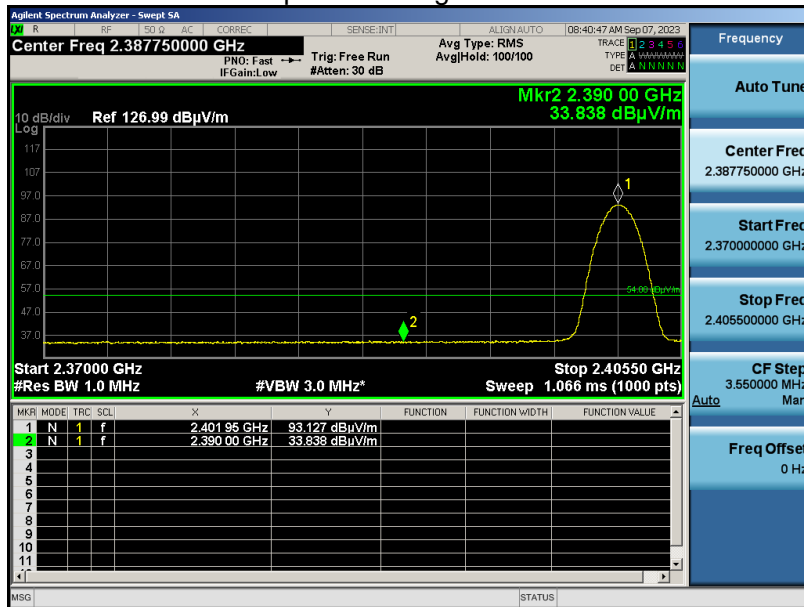 Agilent Spectrum Analyzer - Swept SA
LXI R RF 50 Ω AC CORREC SENSE:INT ALIGN AUTO 08:40:47 AM Sep 07, 2023
Center Freq 2.387750000 GHz
PNO: Fast
IFGain:Low
Trig: Free Run
#Atten: 30 dB
Avg Type: RMS
Avg|Hold: 100/100
TRACE 1 2 3 4 5 6
TYPE A WWWWW
DET A N N N N N
Mkr2 2.390 00 GHz
33.838 dBµV/m
10 dB/div Ref 126.99 dBµV/m
Log
117
107
97.0
87.0
77.0
67.0
57.0
47.0
37.0
1
2
54.00 dBµV/m
Start 2.37000 GHz Stop 2.40550 GHz
#Res BW 1.0 MHz #VBW 3.0 MHz* Sweep 1.066 ms (1000 pts)
MKR MODE TRC SCL X Y FUNCTION FUNCTION WIDTH FUNCTION VALUE
1 N 1 f 2.401 95 GHz 93.127 dBµV/m
2 N 1 f 2.390 00 GHz 33.838 dBµV/m
3
4
5
6
7
8
9
10
11
MSG STATUS
Frequency
Auto Tune
Center Freq
2.387750000 GHz
Start Freq
2.370000000 GHz
Stop Freq
2.405500000 GHz
CF Step
3.550000 MHz
Auto Man
Freq Offset
0 Hz